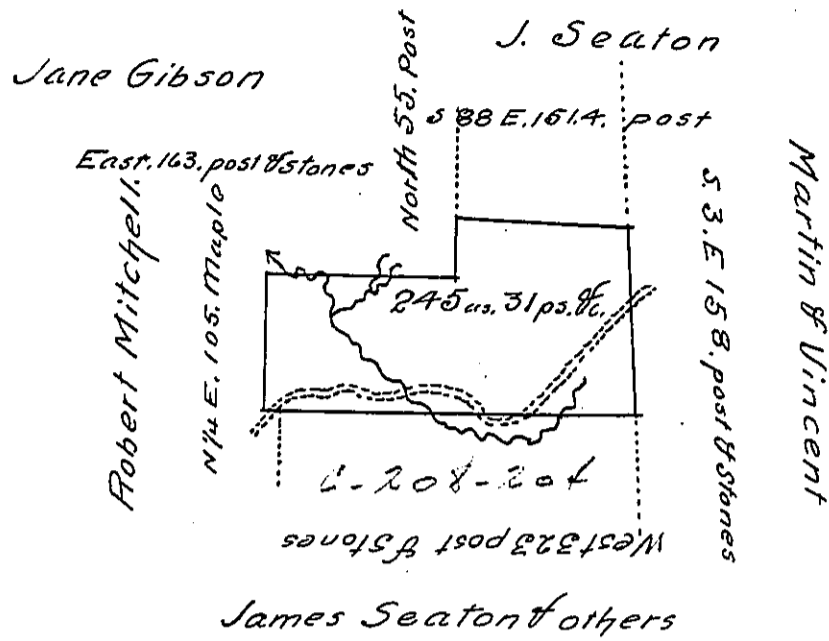 J. Seaton
Jane Gibson
North 55. Post
S 88 E. 161.4. post
East. 163. post & stones
Robert Mitchell.
N 1/4 E. 105. Maple
245 as. 31 ps. &c.
S. 3. E 158. post & Stones
Martin & Vincent
C-208-204
West 323 post & Stones
James Seaton & others